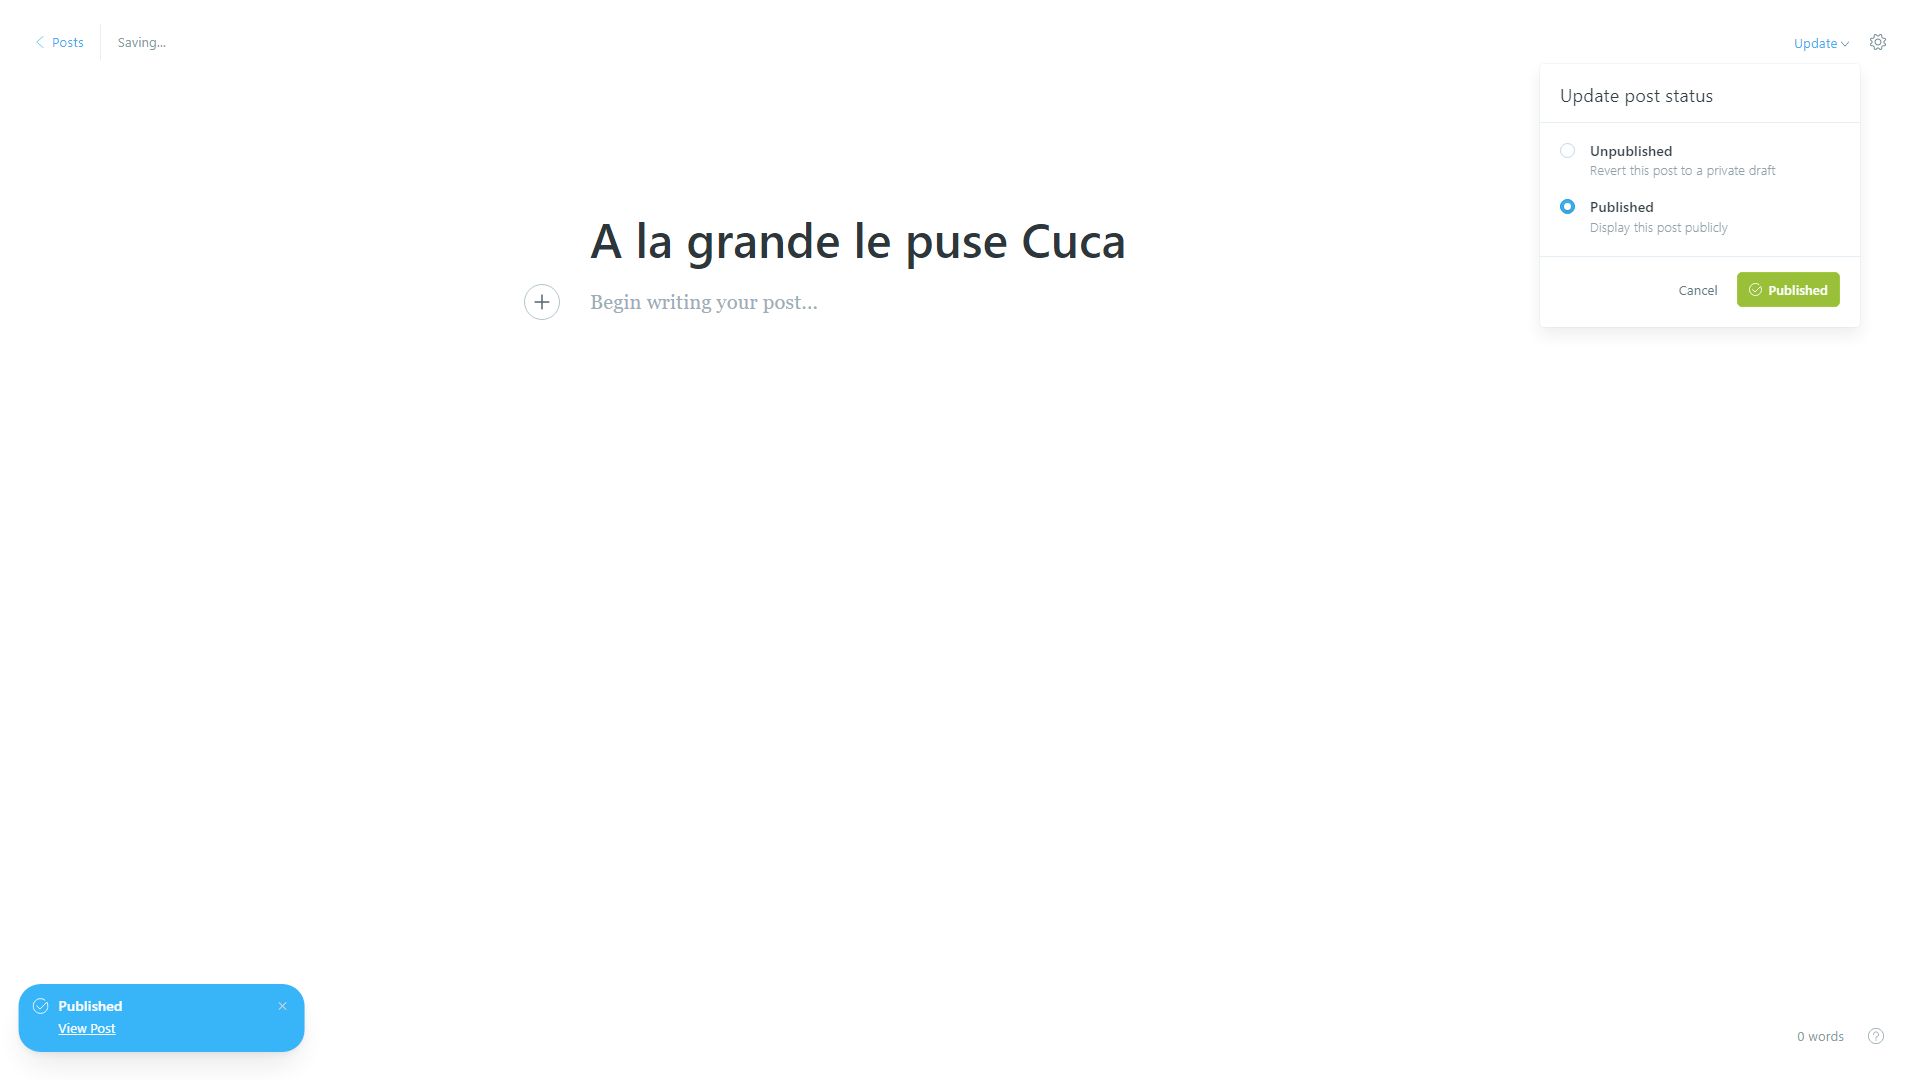 Posts
Saving...
Update
Update post status
Unpublished
Revert this post to a private draft
Published
Display this post publicly
Cancel
Published
A la grande le puse Cuca
Begin writing your post...
Published
View Post
0 words
?